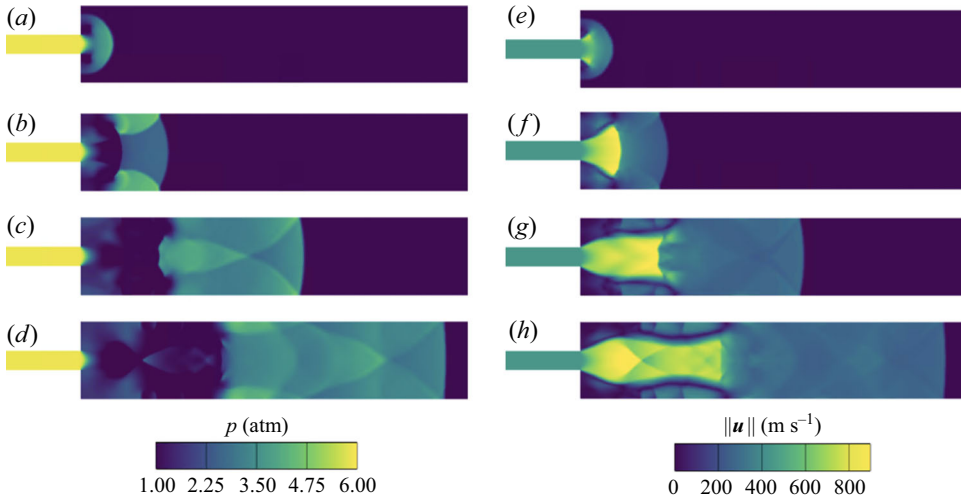 (a)
(e)
(b)
(f)
(c)
(g)
(d)
(h)
p (atm)
1.00 2.25 3.50 4.75 6.00
||u|| (m s–1)
0 200 400 600 800